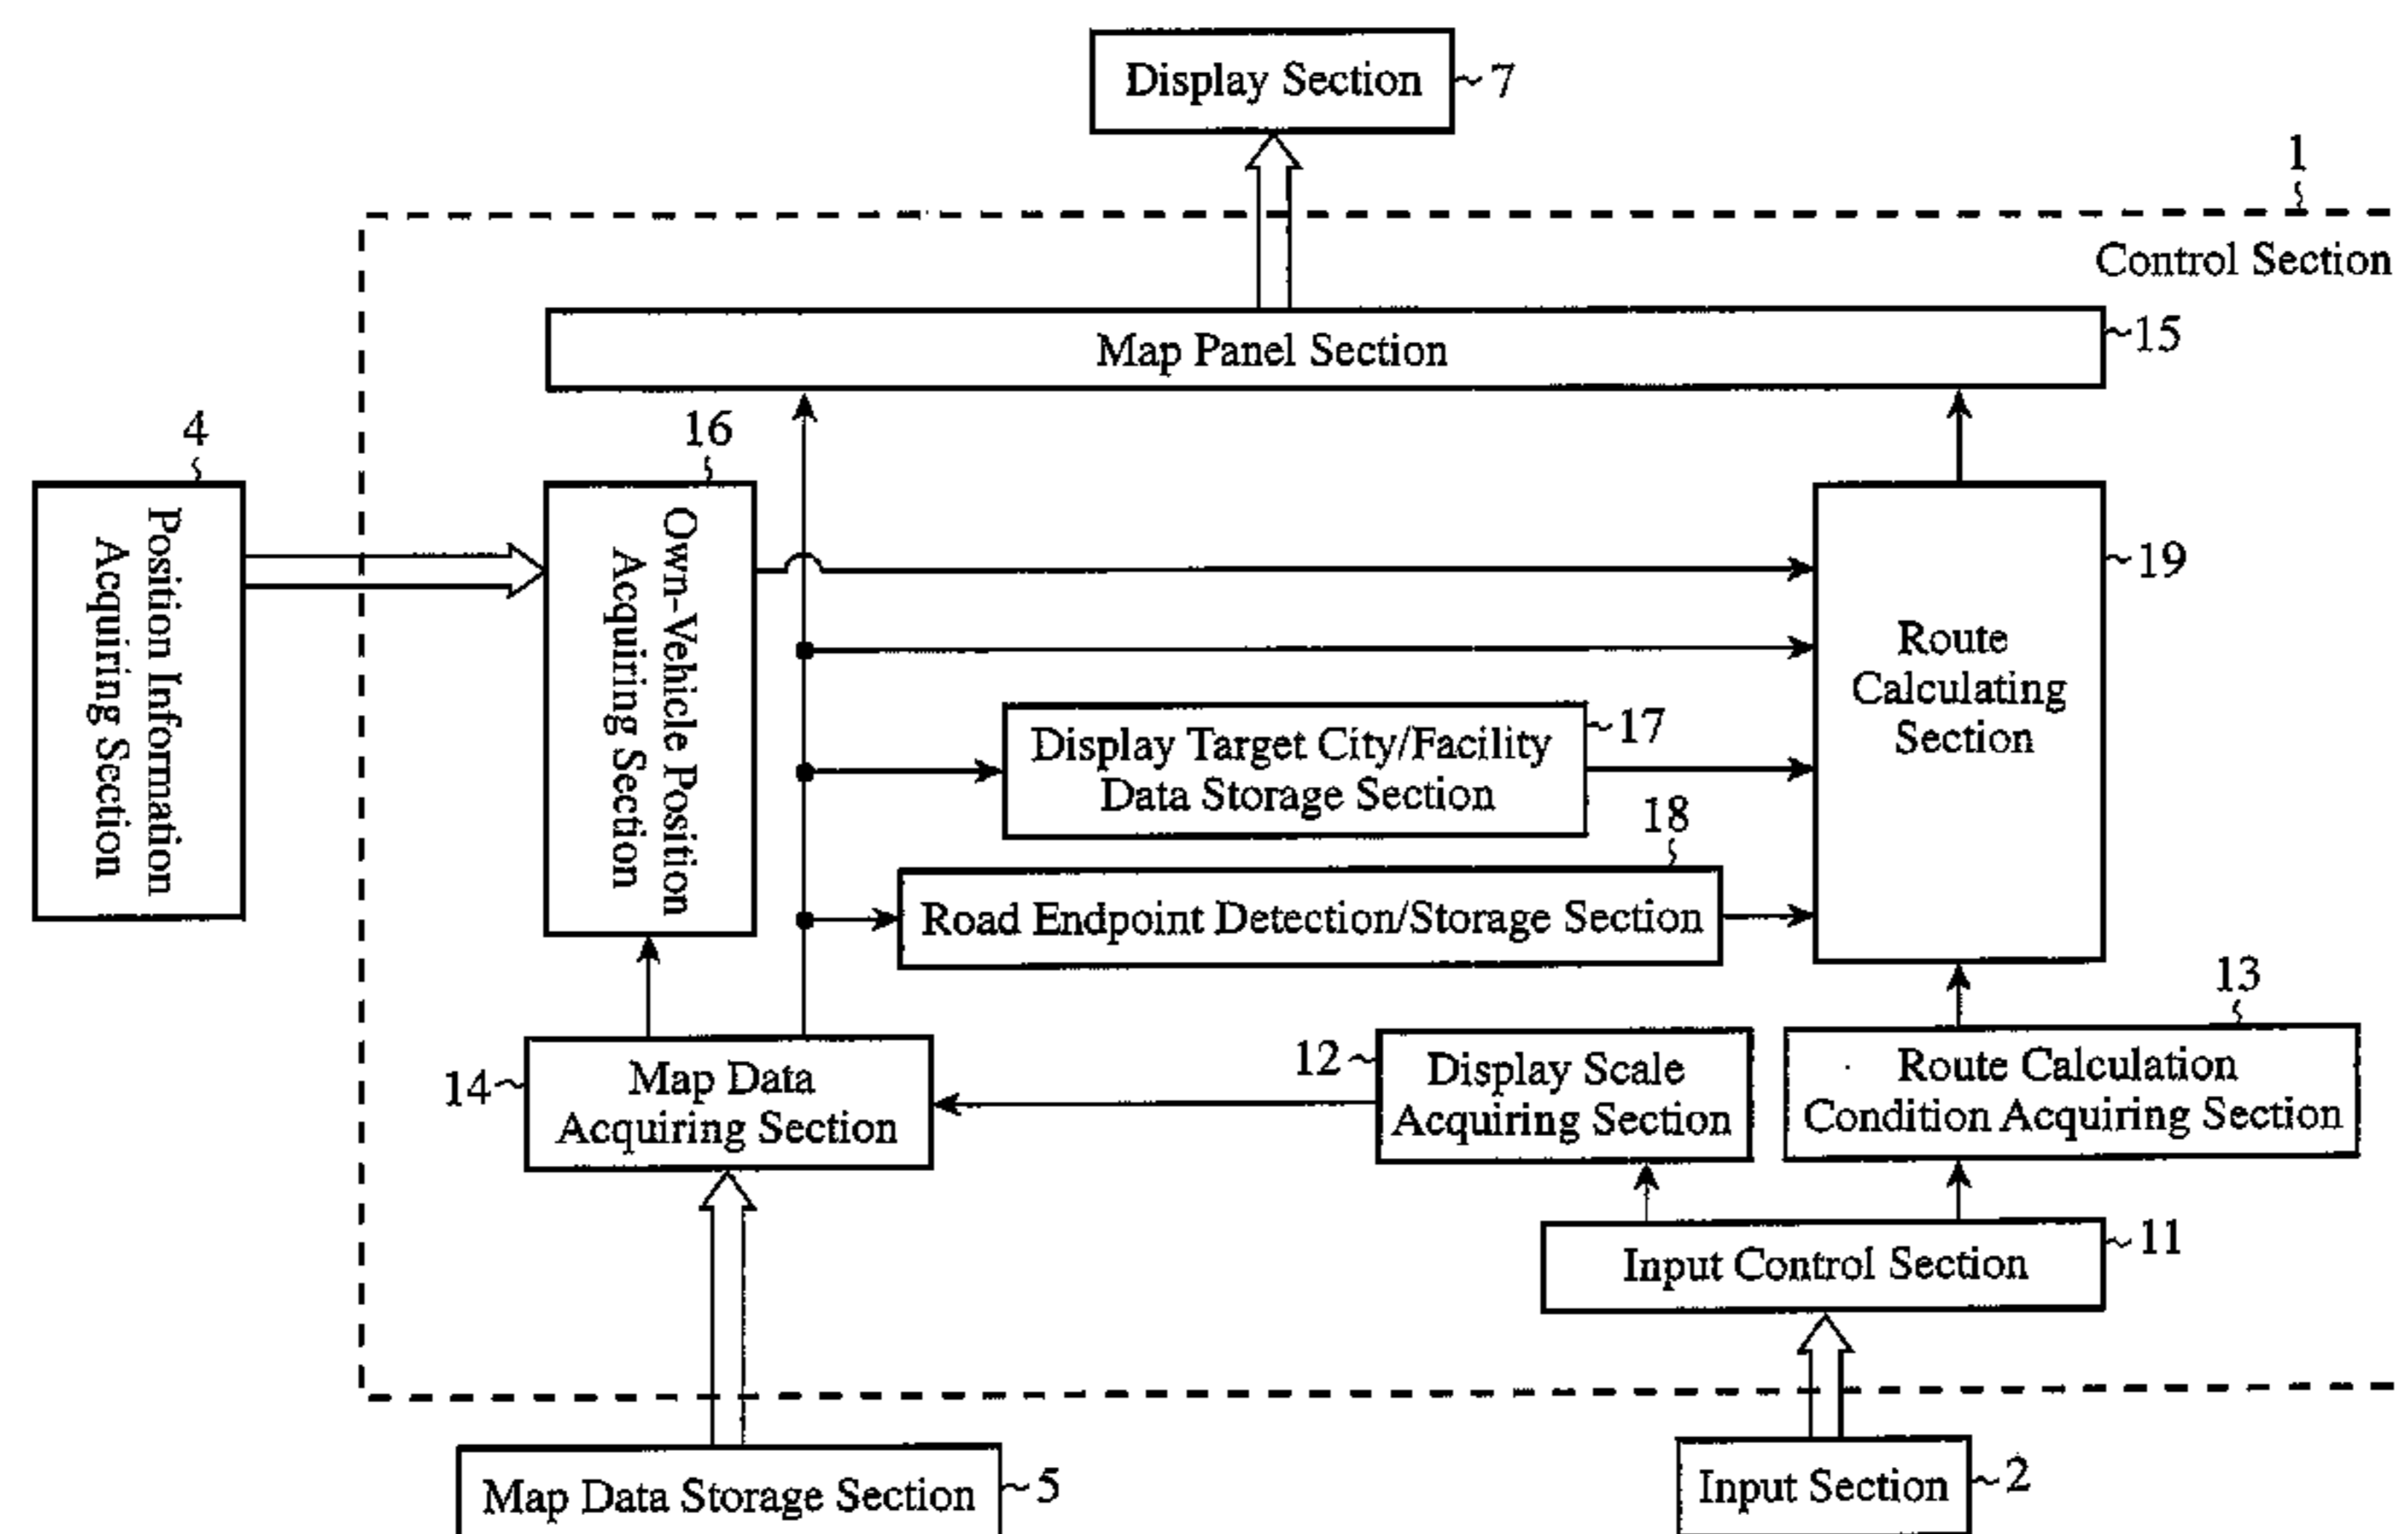 Display Section
7
1
Control Section
Map Panel Section
15
4
Position Information
Acquiring Section
16
Own-Vehicle Position
Acquiring Section
19
Route
Calculating
Section
17
Display Target City/Facility
Data Storage Section
18
Road Endpoint Detection/Storage Section
13
14
Map Data
Acquiring Section
12
Display Scale
Acquiring Section
Route Calculation
Condition Acquiring Section
Input Control Section
11
Map Data Storage Section
5
Input Section
2